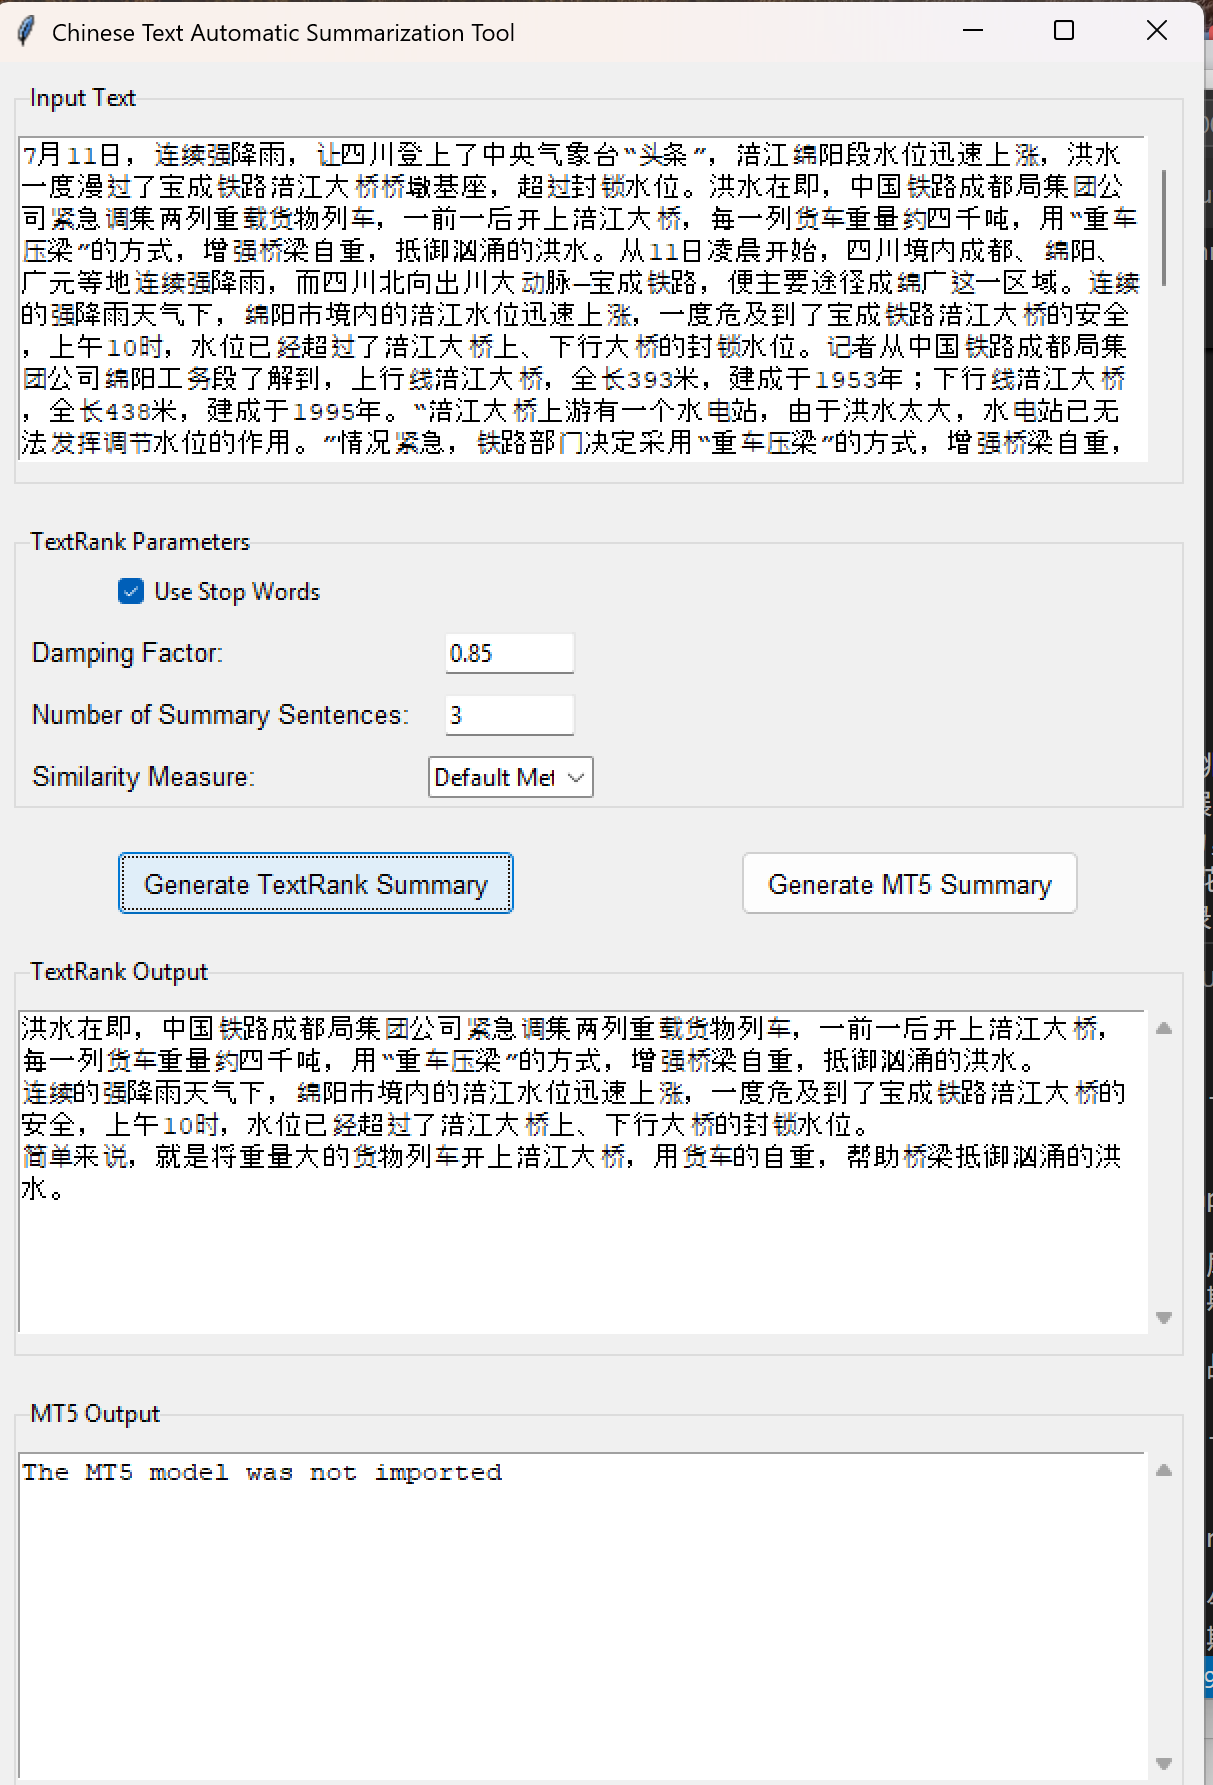 Chinese Text Automatic Summarization Tool
Input Text
7月11日，连续强降雨，让四川登上了中央气象台“头条”，涪江绵阳段水位迅速上涨，洪水
一度漫过了宝成铁路涪江大桥桥墩基座，超过封锁水位。洪水在即，中国铁路成都局集团公
司紧急调集两列重载货物列车，一前一后开上涪江大桥，每一列货车重量约四千吨，用“重车
压梁”的方式，增强桥梁自重，抵御汹涌的洪水。从11日凌晨开始，四川境内成都、绵阳、
广元等地连续强降雨，而四川北向出川大动脉—宝成铁路，便主要途径成绵广这一区域。连续
的强降雨天气下，绵阳市境内的涪江水位迅速上涨，一度危及到了宝成铁路涪江大桥的安全
，上午10时，水位已经超过了涪江大桥上、下行大桥的封锁水位。记者从中国铁路成都局集
团公司绵阳工务段了解到，上行线涪江大桥，全长393米，建成于1953年；下行线涪江大桥
，全长438米，建成于1995年。“涪江大桥上游有一个水电站，由于洪水太大，水电站已无
法发挥调节水位的作用。”情况紧急，铁路部门决定采用“重车压梁”的方式，增强桥梁自重，
TextRank Parameters
Use Stop Words
Damping Factor:
0.85
Number of Summary Sentences:
3
Similarity Measure:
Default Met
Generate TextRank Summary
Generate MT5 Summary
TextRank Output
洪水在即，中国铁路成都局集团公司紧急调集两列重载货物列车，一前一后开上涪江大桥，
每一列货车重量约四千吨，用“重车压梁”的方式，增强桥梁自重，抵御汹涌的洪水。
连续的强降雨天气下，绵阳市境内的涪江水位迅速上涨，一度危及到了宝成铁路涪江大桥的
安全，上午10时，水位已经超过了涪江大桥上、下行大桥的封锁水位。
简单来说，就是将重量大的货物列车开上涪江大桥，用货车的自重，帮助桥梁抵御汹涌的洪
水。
MT5 Output
The MT5 model was not imported